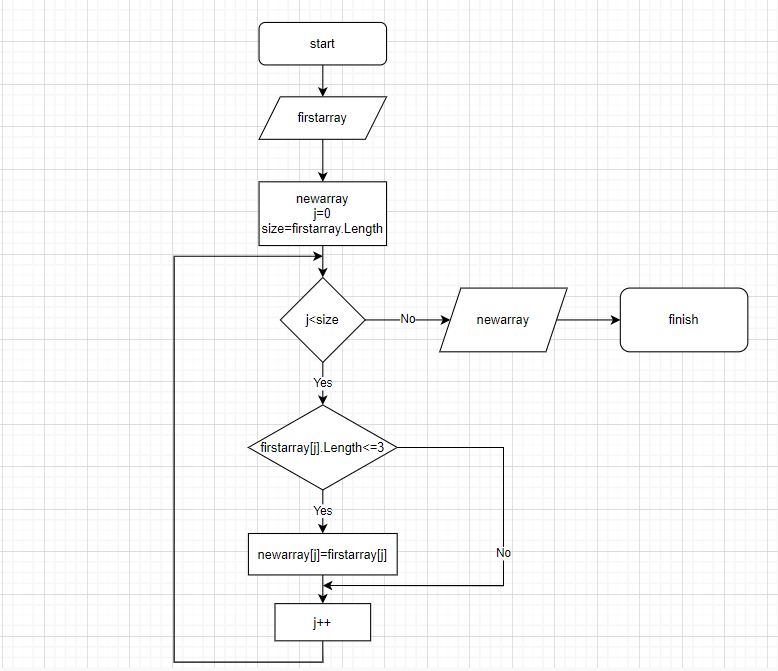 start
firstarray
newarray
j=0
size=firstarray.Length
j<size
No
newarray
finish
Yes
firstarray[j].Length<=3
Yes
No
newarray[j]=firstarray[j]
j++